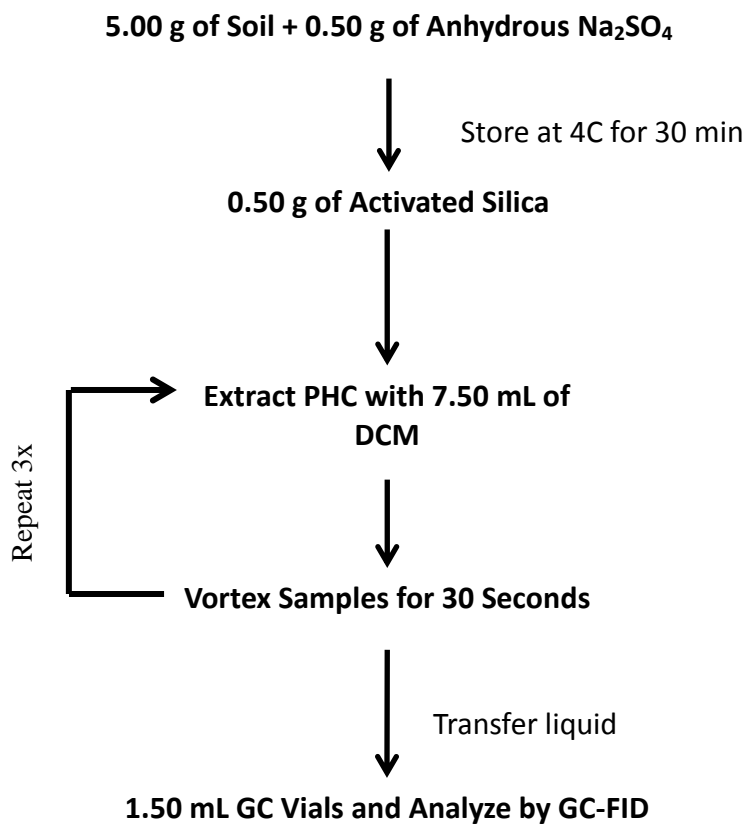 5.00 g of Soil + 0.50 g of Anhydrous Na₂SO₄
Store at 4C for 30 min
0.50 g of Activated Silica
Extract PHC with 7.50 mL of
DCM
Repeat 3x
Vortex Samples for 30 Seconds
Transfer liquid
1.50 mL GC Vials and Analyze by GC-FID